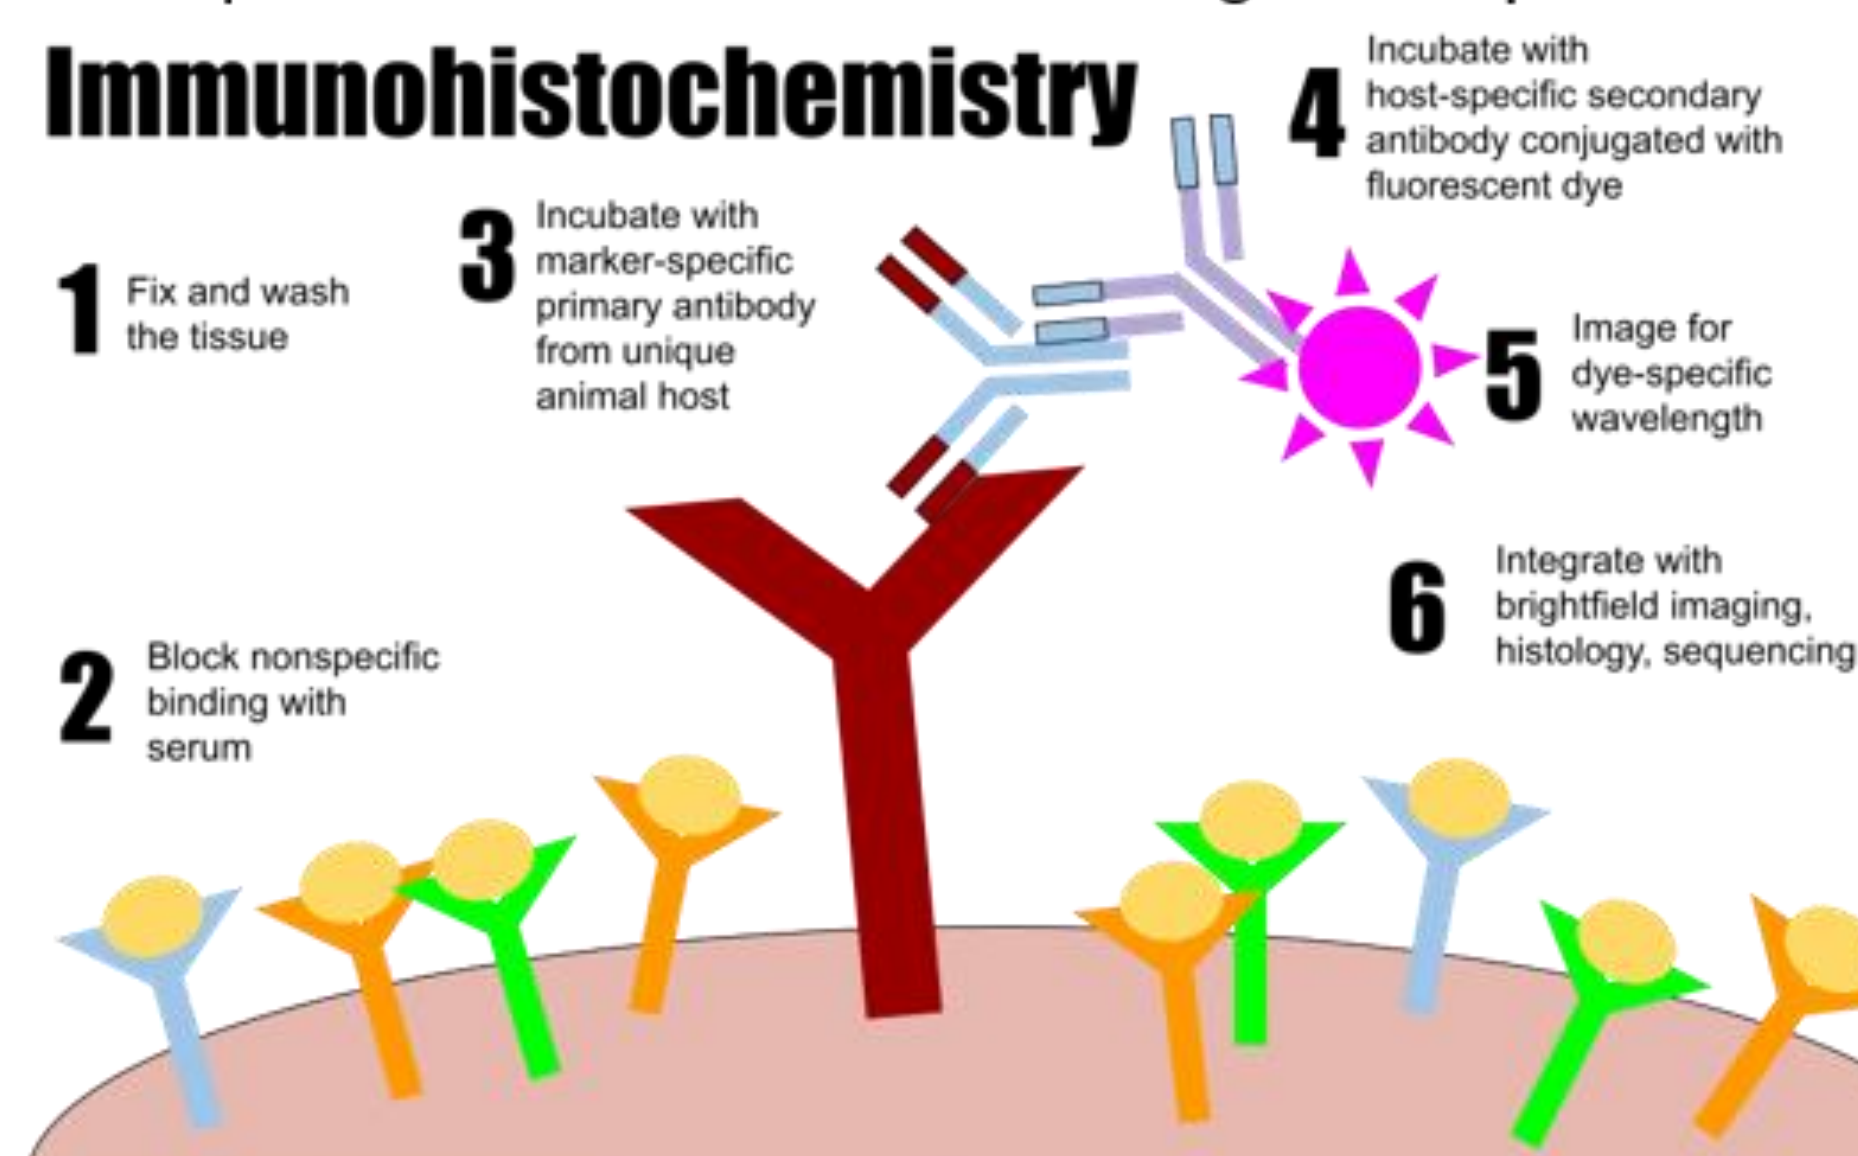 Immunohistochemistry
1
Fix and wash
the tissue
2
Block nonspecific
binding with
serum
3
Incubate with
marker-specific
primary antibody
from unique
animal host
4
Incubate with
host-specific secondary
antibody conjugated with
fluorescent dye
5
Image for
dye-specific
wavelength
6
Integrate with
brightfield imaging,
histology, sequencing